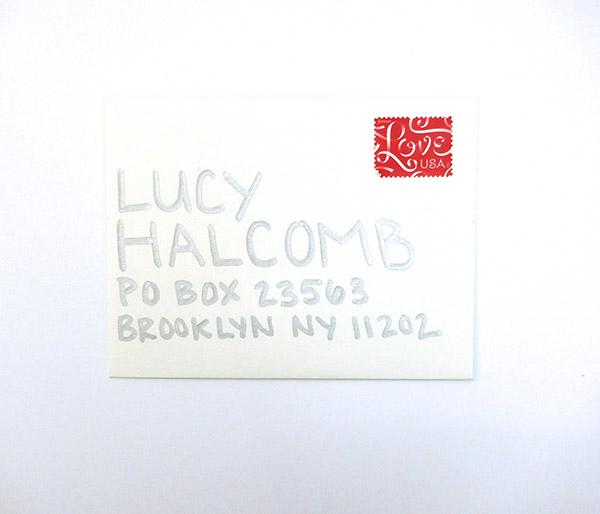 Love
USA
LUCY
HALCOMB
PO BOX 23563
BROOKLYN NY 11202